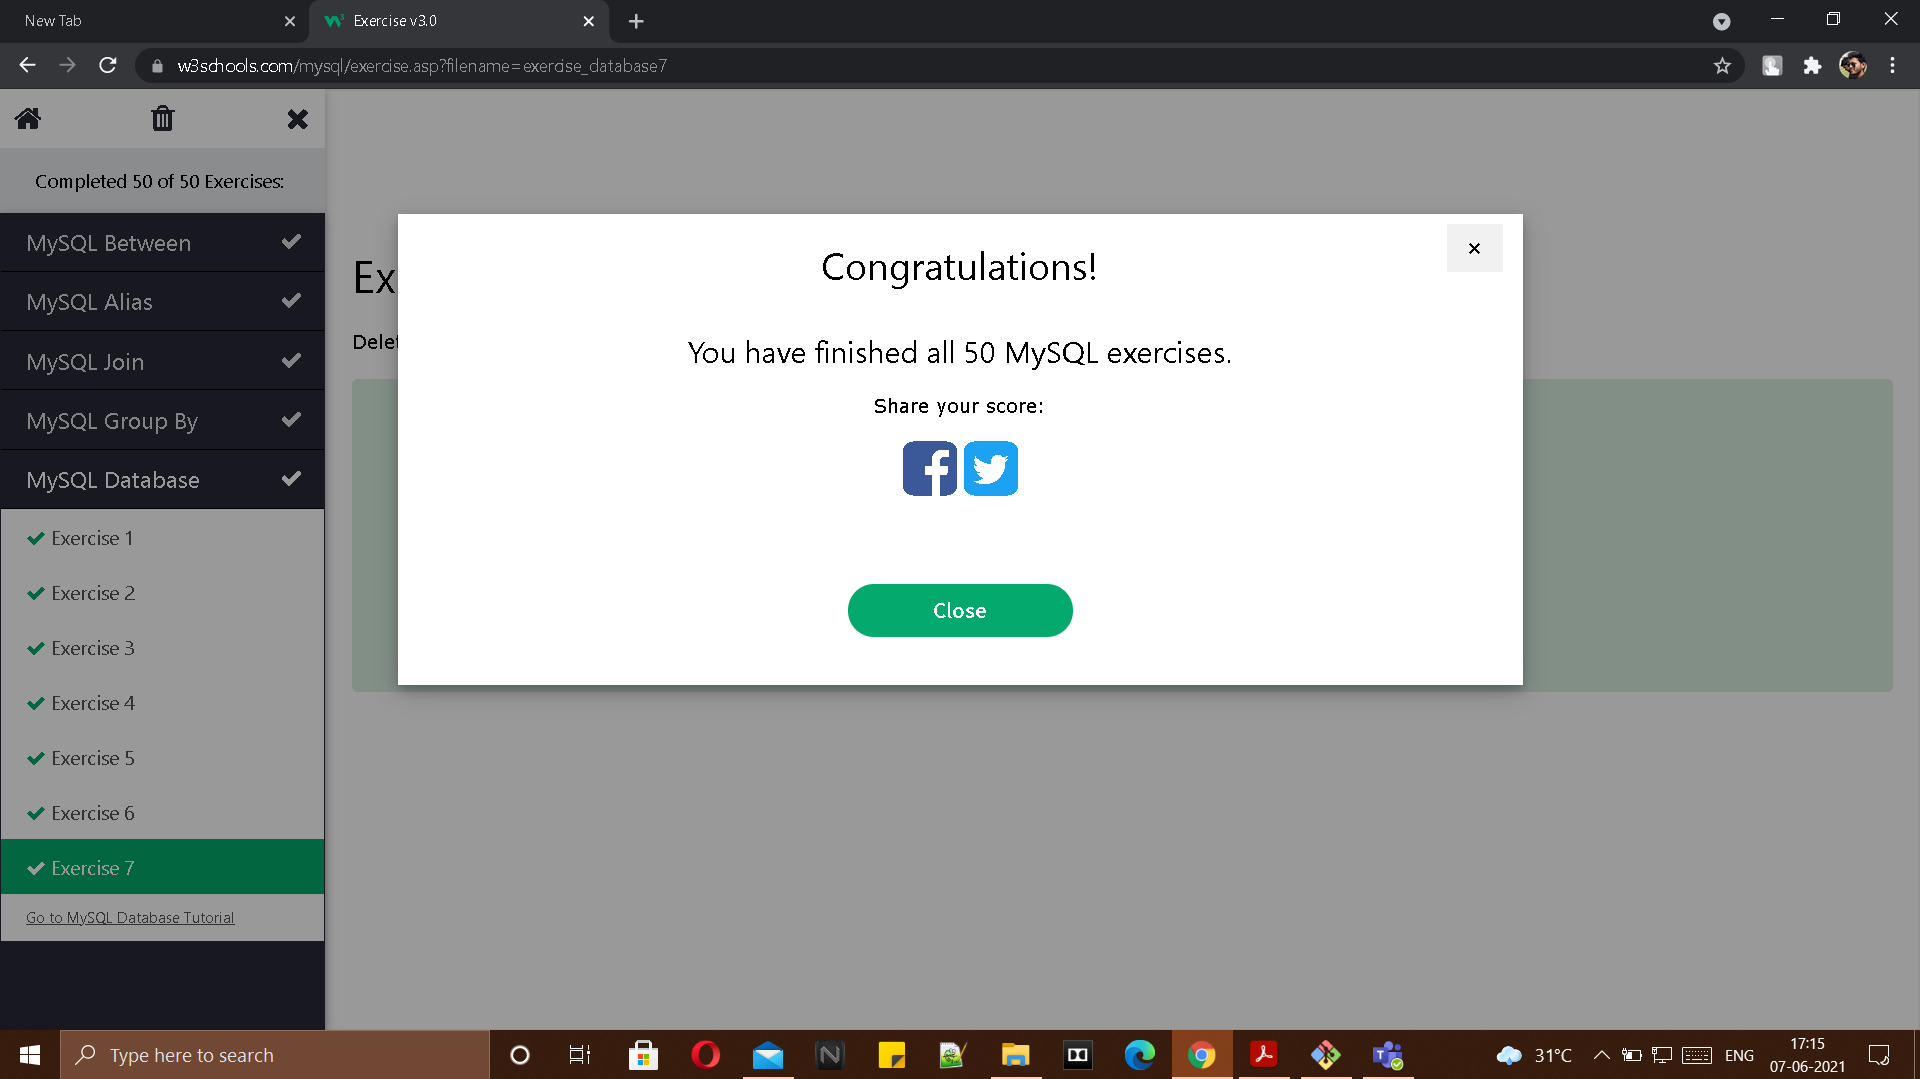 New Tab
Exercise v3.0
w3schools.com/mysql/exercise.asp?filename=exercise_database7
Completed 50 of 50 Exercises:
MySQL Between
MySQL Alias
MySQL Join
MySQL Group By
MySQL Database
Exercise 1
Exercise 2
Exercise 3
Exercise 4
Exercise 5
Exercise 6
Exercise 7
Go to MySQL Database Tutorial
Ex
Delet
Congratulations!
You have finished all 50 MySQL exercises.
Share your score:
Close
Type here to search
31°C
ENG
17:15
07-06-2021